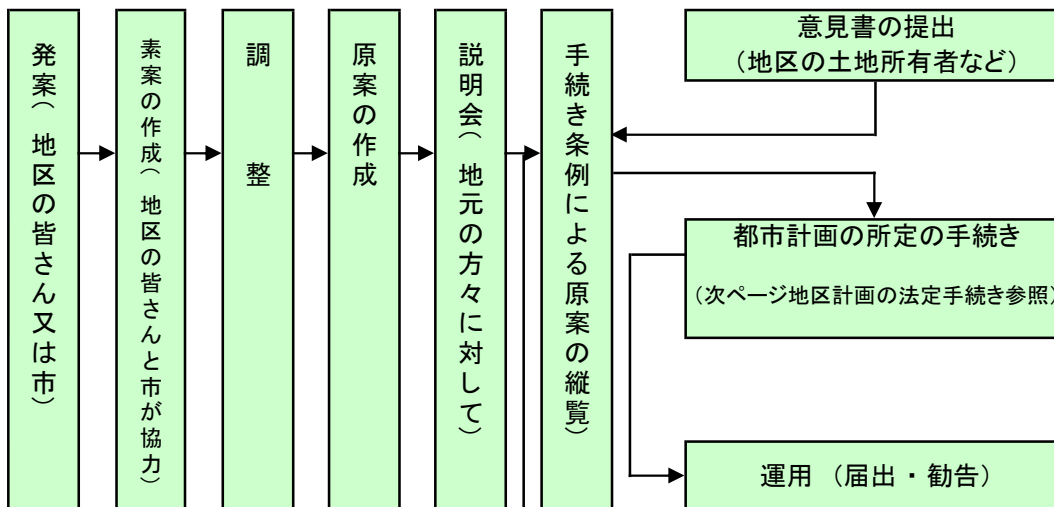 発案（地区の皆さん又は市）
素案の作成（地区の皆さんと市が協力）
調整
原案の作成
説明会（地元の方々に対して）
手続き条例による原案の縦覧）
意見書の提出
（地区の土地所有者など）
都市計画の所定の手続き
（次ページ地区計画の法定手続き参照）
運用 （届出・勧告）